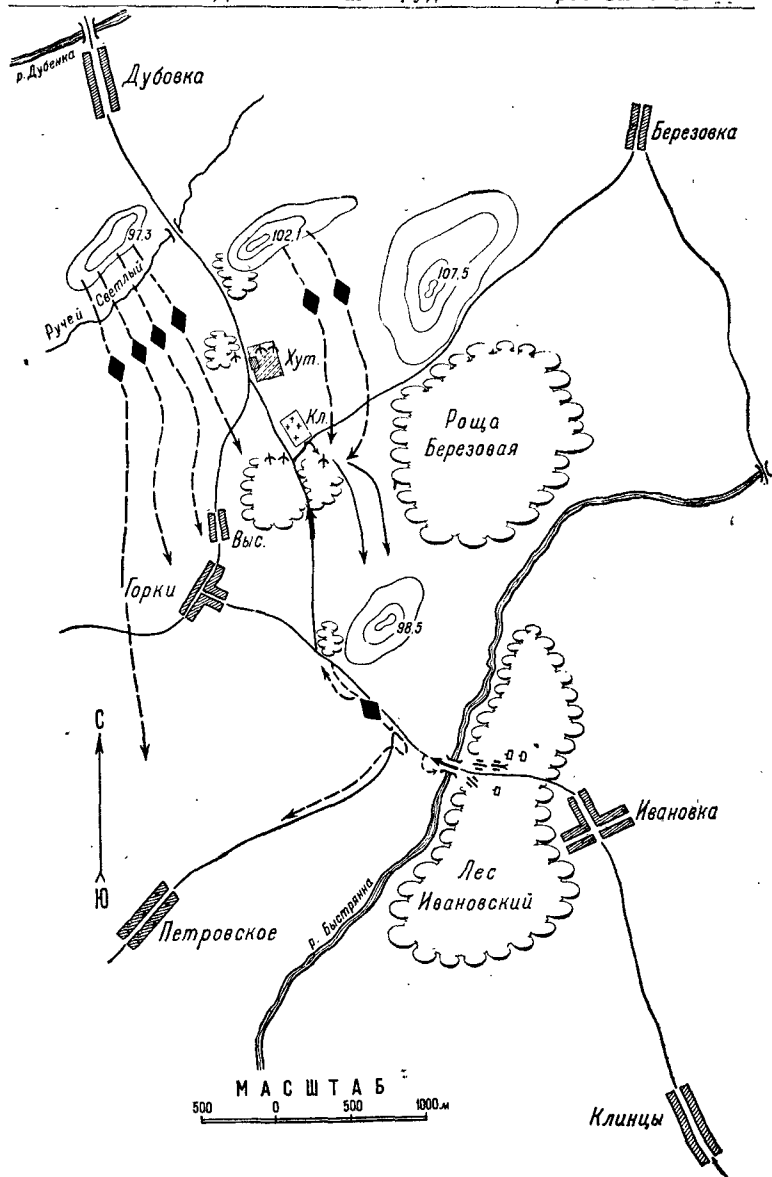 р. Дубенка
Дубовка
Березовка
97,3
102,1
107,5
Ручей Светлый
Хут.
Кл.
Роща
Березовая
Выс.
Горки
98,5
С
Ю
Ивановка
Лес
Ивановский
р. Быстрянка
Петровское
МАСШТАБ
500 0 500 1000 м
Клинцы